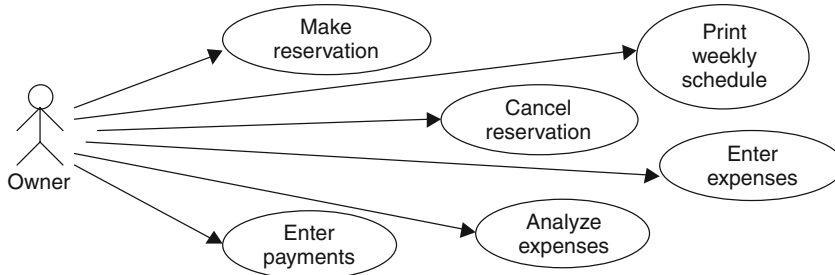 Make
reservation
Print
weekly
schedule
Cancel
reservation
Owner
Enter
expenses
Enter
payments
Analyze
expenses